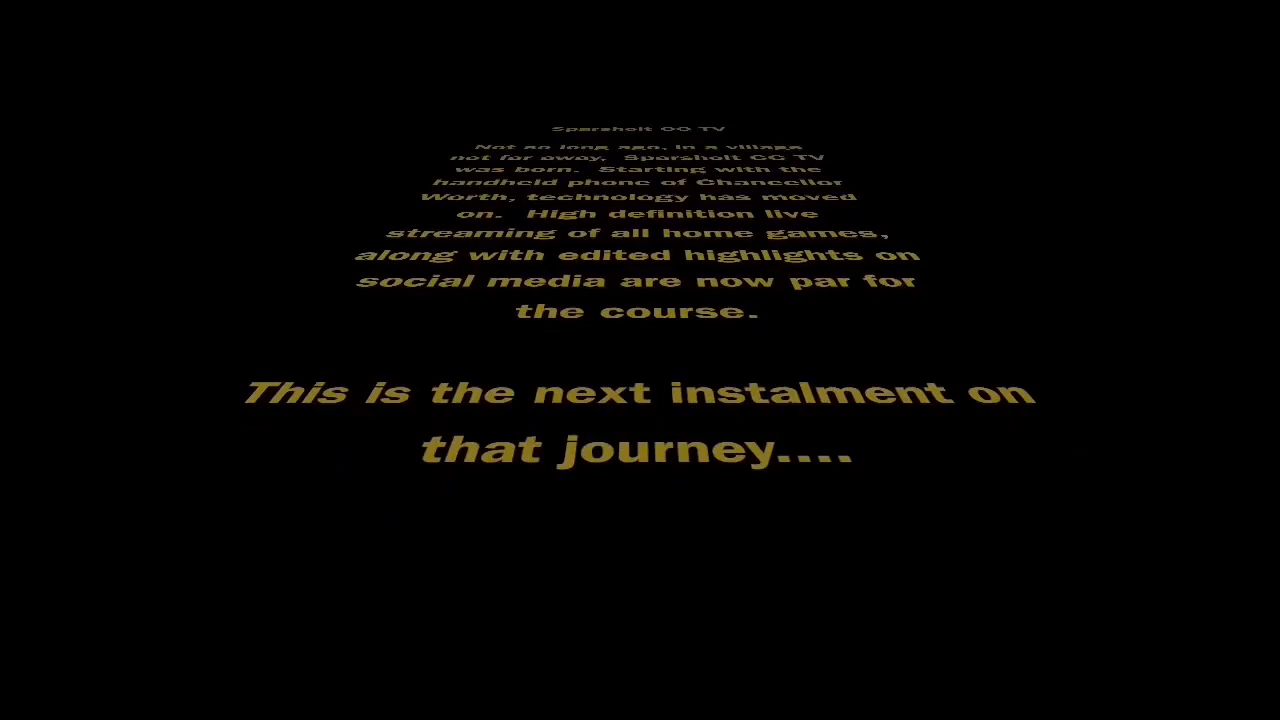 Sparsholt CC TV
Not so long ago, in a village
not far away,  Sparsholt CC TV
was born.  Starting with the
handheld phone of Chancellor
Worth, technology has moved
on.  High definition live
streaming of all home games,
along with edited highlights on
social media are now par for
the course.
This is the next instalment on
that journey....